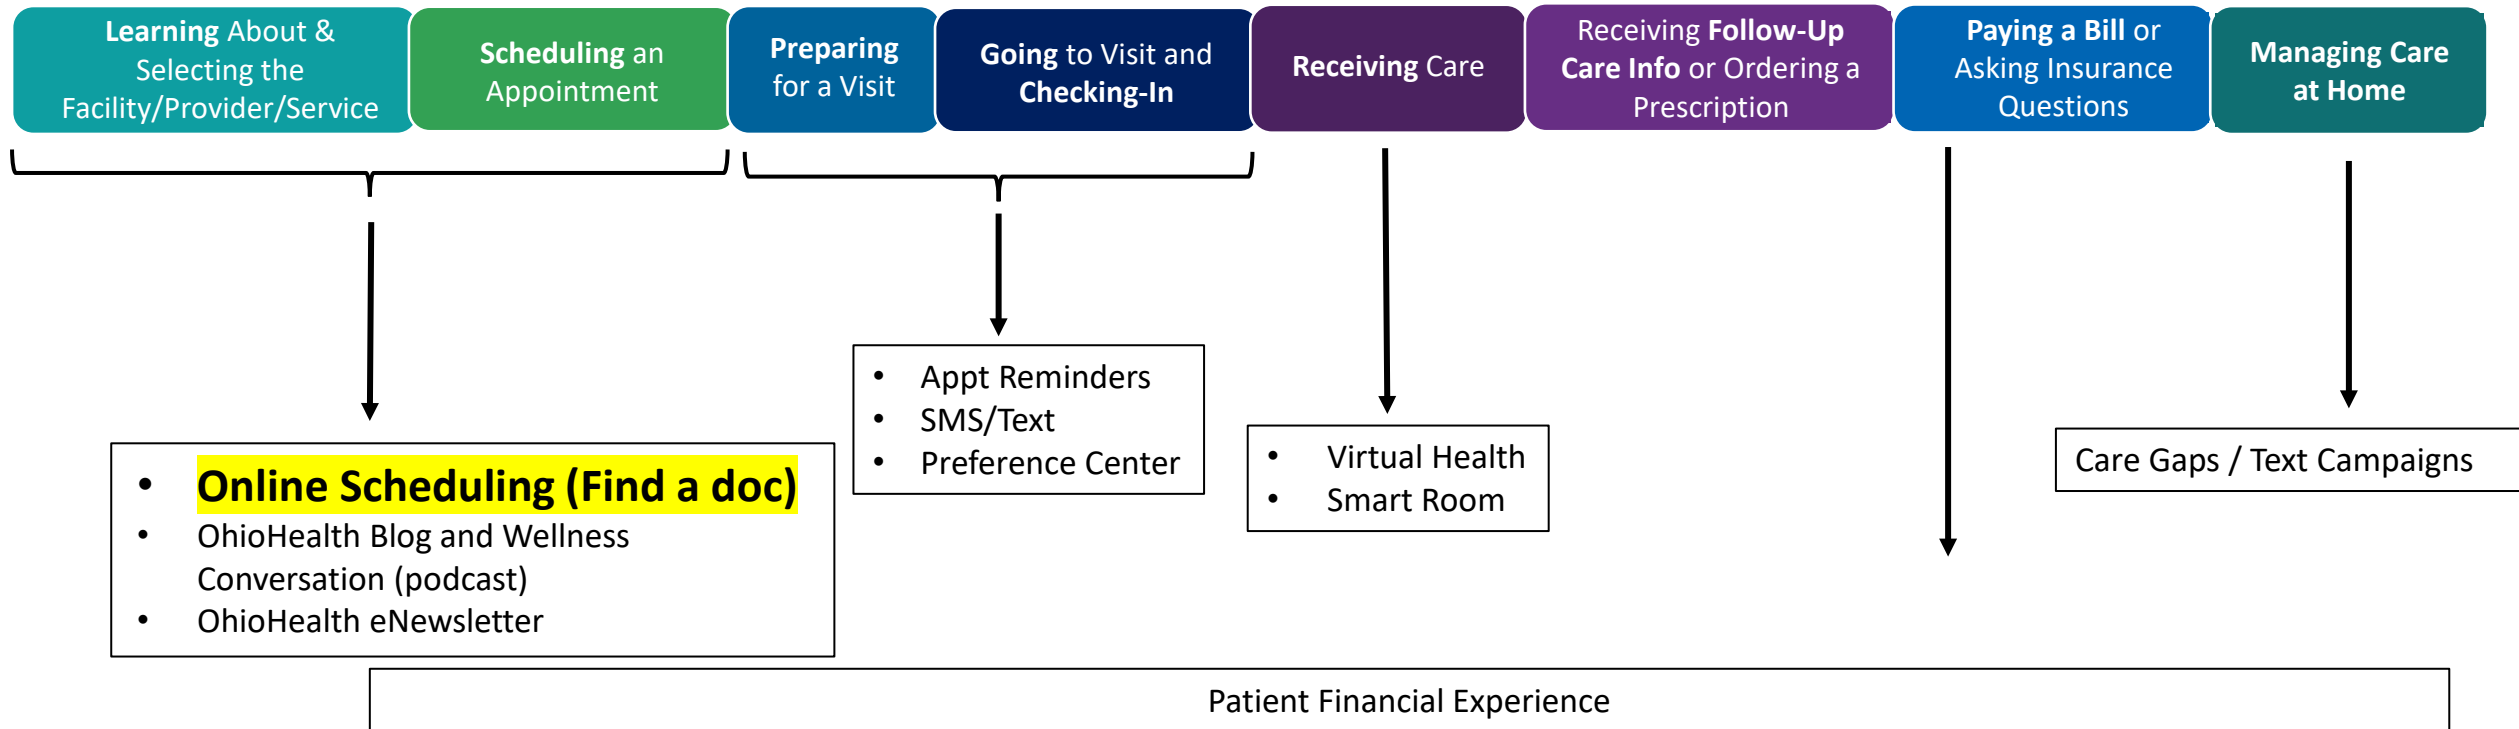 Learning About &
Selecting the
Facility/Provider/Service
Scheduling an
Appointment
Preparing
for a Visit
Going to Visit and
Checking-In
Receiving Care
Receiving Follow-Up
Care Info or Ordering a
Prescription
Paying a Bill or
Asking Insurance
Questions
Managing Care
at Home
• Online Scheduling (Find a doc)
• OhioHealth Blog and Wellness
Conversation (podcast)
• OhioHealth eNewsletter
• Appt Reminders
• SMS/Text
• Preference Center
• Virtual Health
• Smart Room
Care Gaps / Text Campaigns
Patient Financial Experience